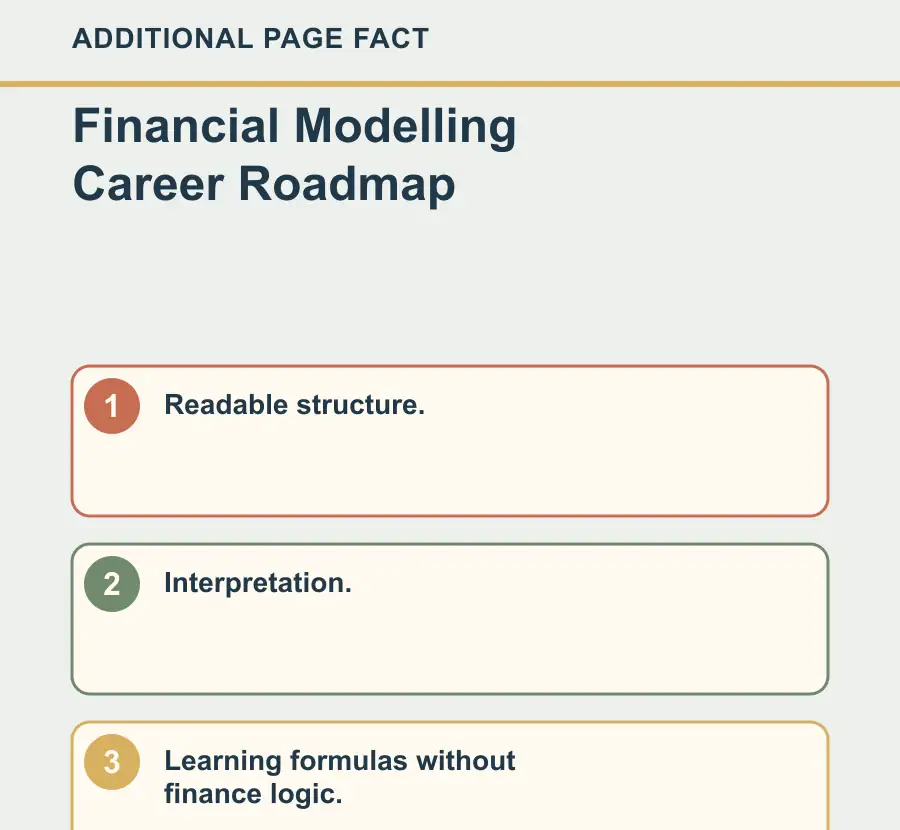 ADDITIONAL PAGE FACT
Financial Modelling
Career Roadmap
1
Readable structure.
2
Interpretation.
3
Learning formulas without
finance logic.